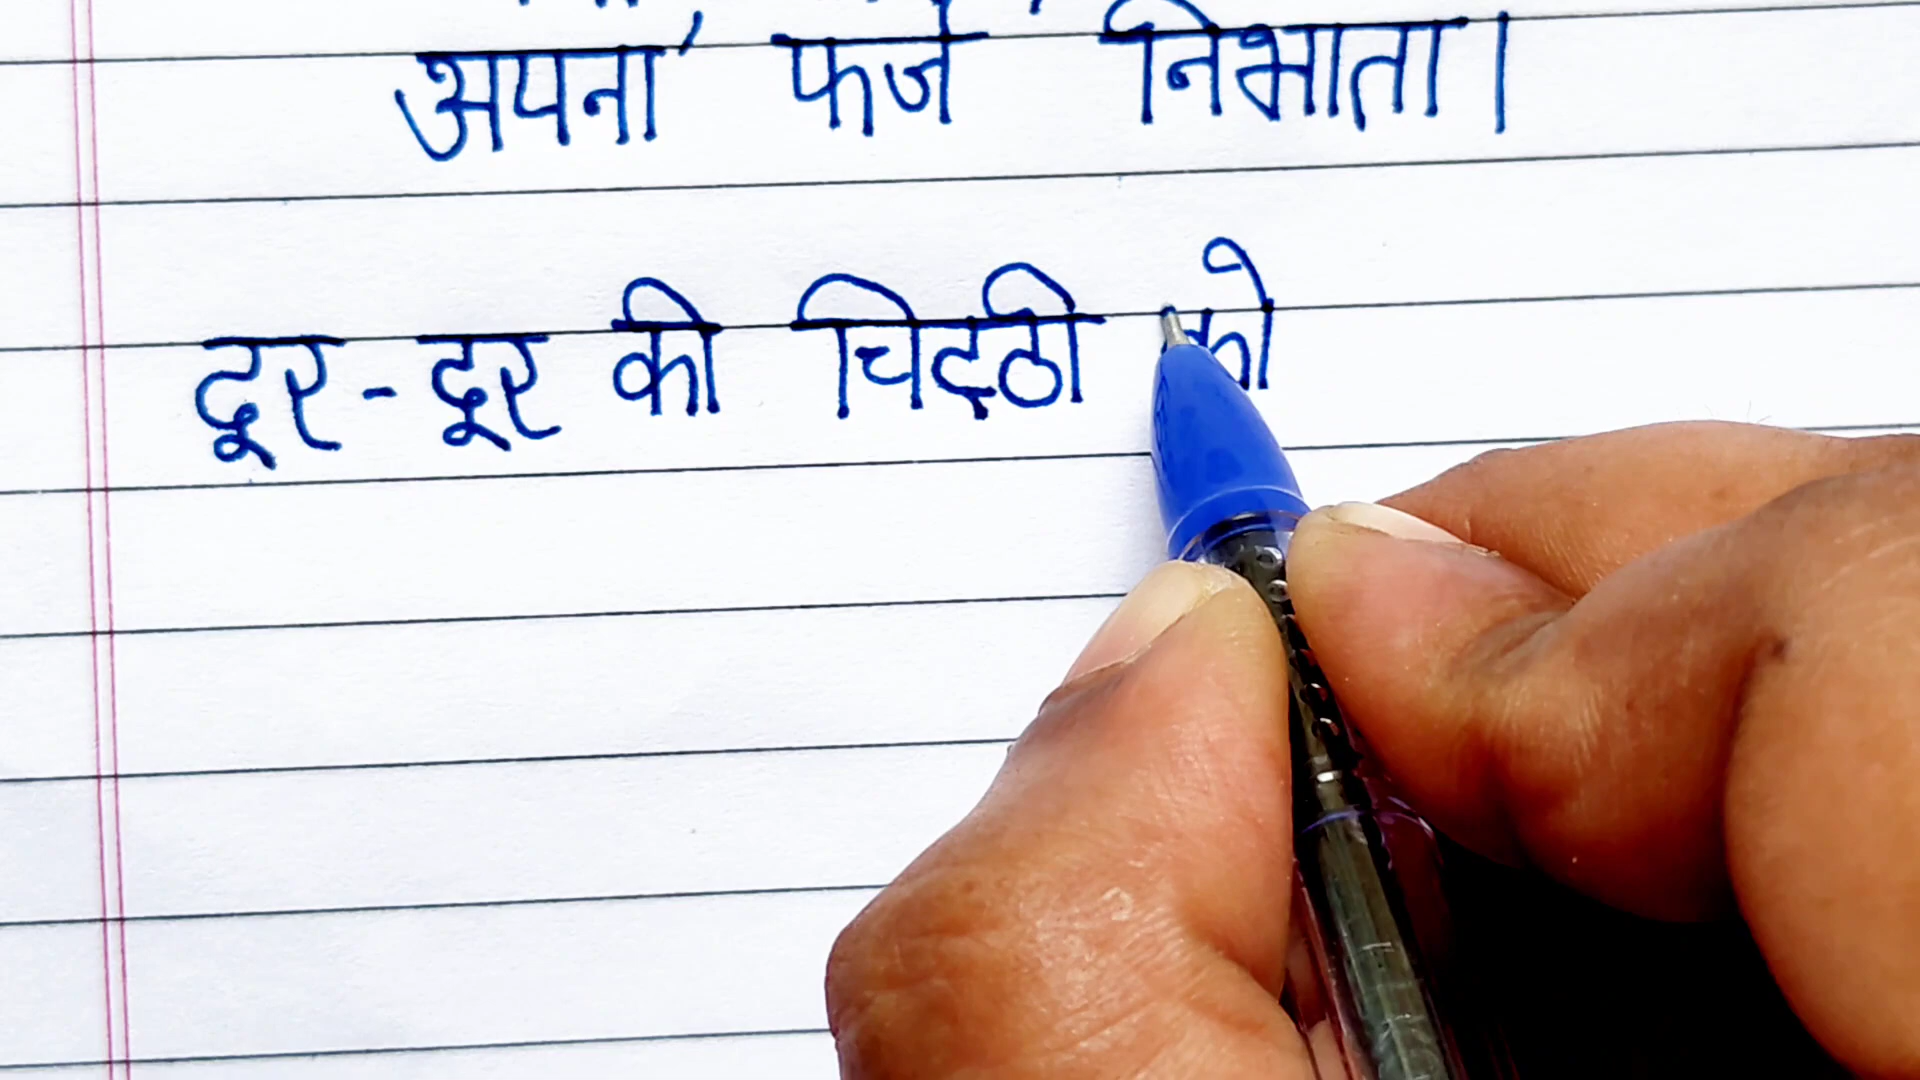 अपना फर्ज निभाता।
दूर-दूर की चिट्ठी को